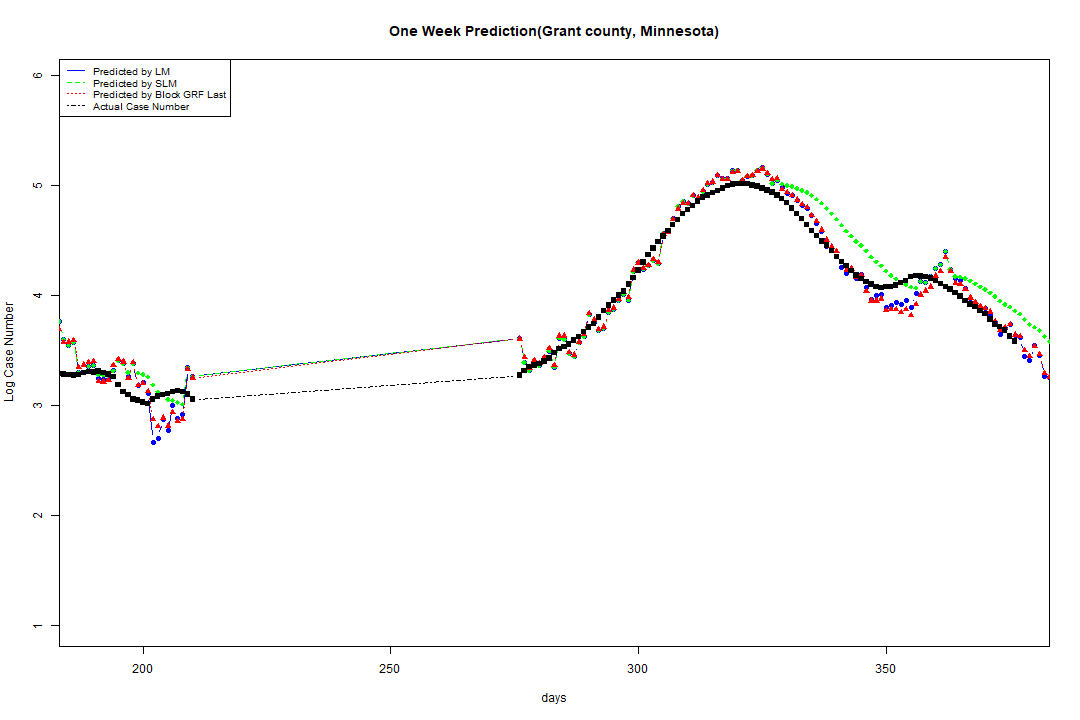 One Week Prediction(Grant county, Minnesota)
Predicted by LM
Predicted by SLM
Predicted by Block GRF Last
Actual Case Number
Log Case Number
6
5
4
3
2
1
200 250 300 350
days